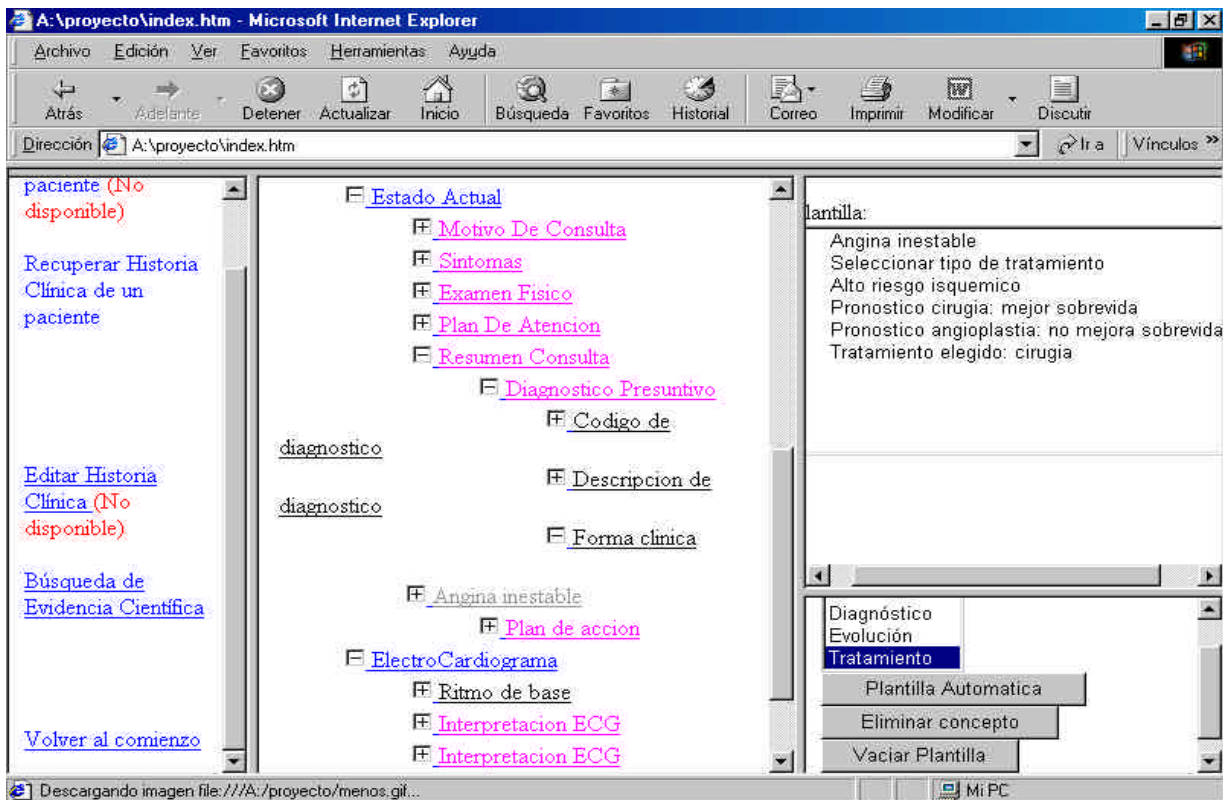 A:\proyecto\index.htm - Microsoft Internet Explorer
Archivo Edición Ver Favoritos Herramientas Ayuda
Atrás Adelante Detener Actualizar Inicio Búsqueda Favoritos Historial Correo Imprimir Modificar Discutir
Dirección A:\proyecto\index.htm Ir a Vínculos »
paciente (No
disponible)
Recuperar Historia
Clínica de un
paciente
Editar Historia
Clínica (No
disponible)
Búsqueda de
Evidencia Científica
Volver al comienzo
Estado Actual
Motivo De Consulta
Sintomas
Examen Fisico
Plan De Atencion
Resumen Consulta
Diagnostico Presuntivo
Codigo de
diagnostico
Descripcion de
diagnostico
Forma clinica
Angina inestable
Plan de accion
ElectroCardiograma
Ritmo de base
Interpretacion ECG
Interpretacion ECG
lantilla:
Angina inestable
Seleccionar tipo de tratamiento
Alto riesgo isquemico
Pronostico cirugia: mejor sobrevida
Pronostico angioplastia: no mejora sobrevida
Tratamiento elegido: cirugia
Diagnóstico
Evolución
Tratamiento
Plantilla Automatica
Eliminar concepto
Vaciar Plantilla
Descargando imagen file:///A:/proyecto/menos.gif... Mi PC